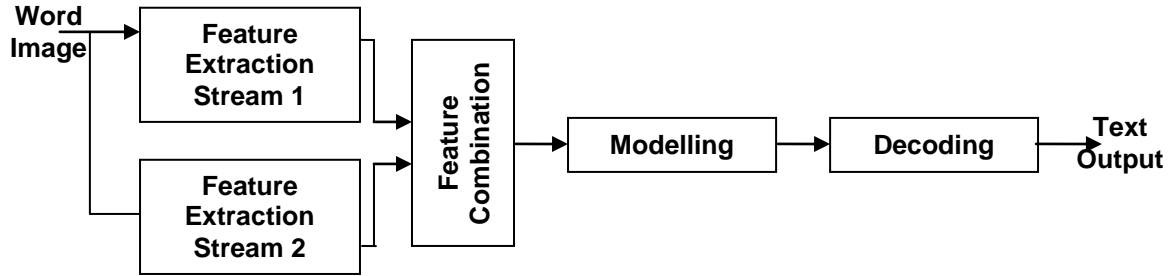 Word
Image
Feature
Extraction
Stream 1
Feature
Extraction
Stream 2
Feature
Combination
Modelling
Decoding
Text
Output